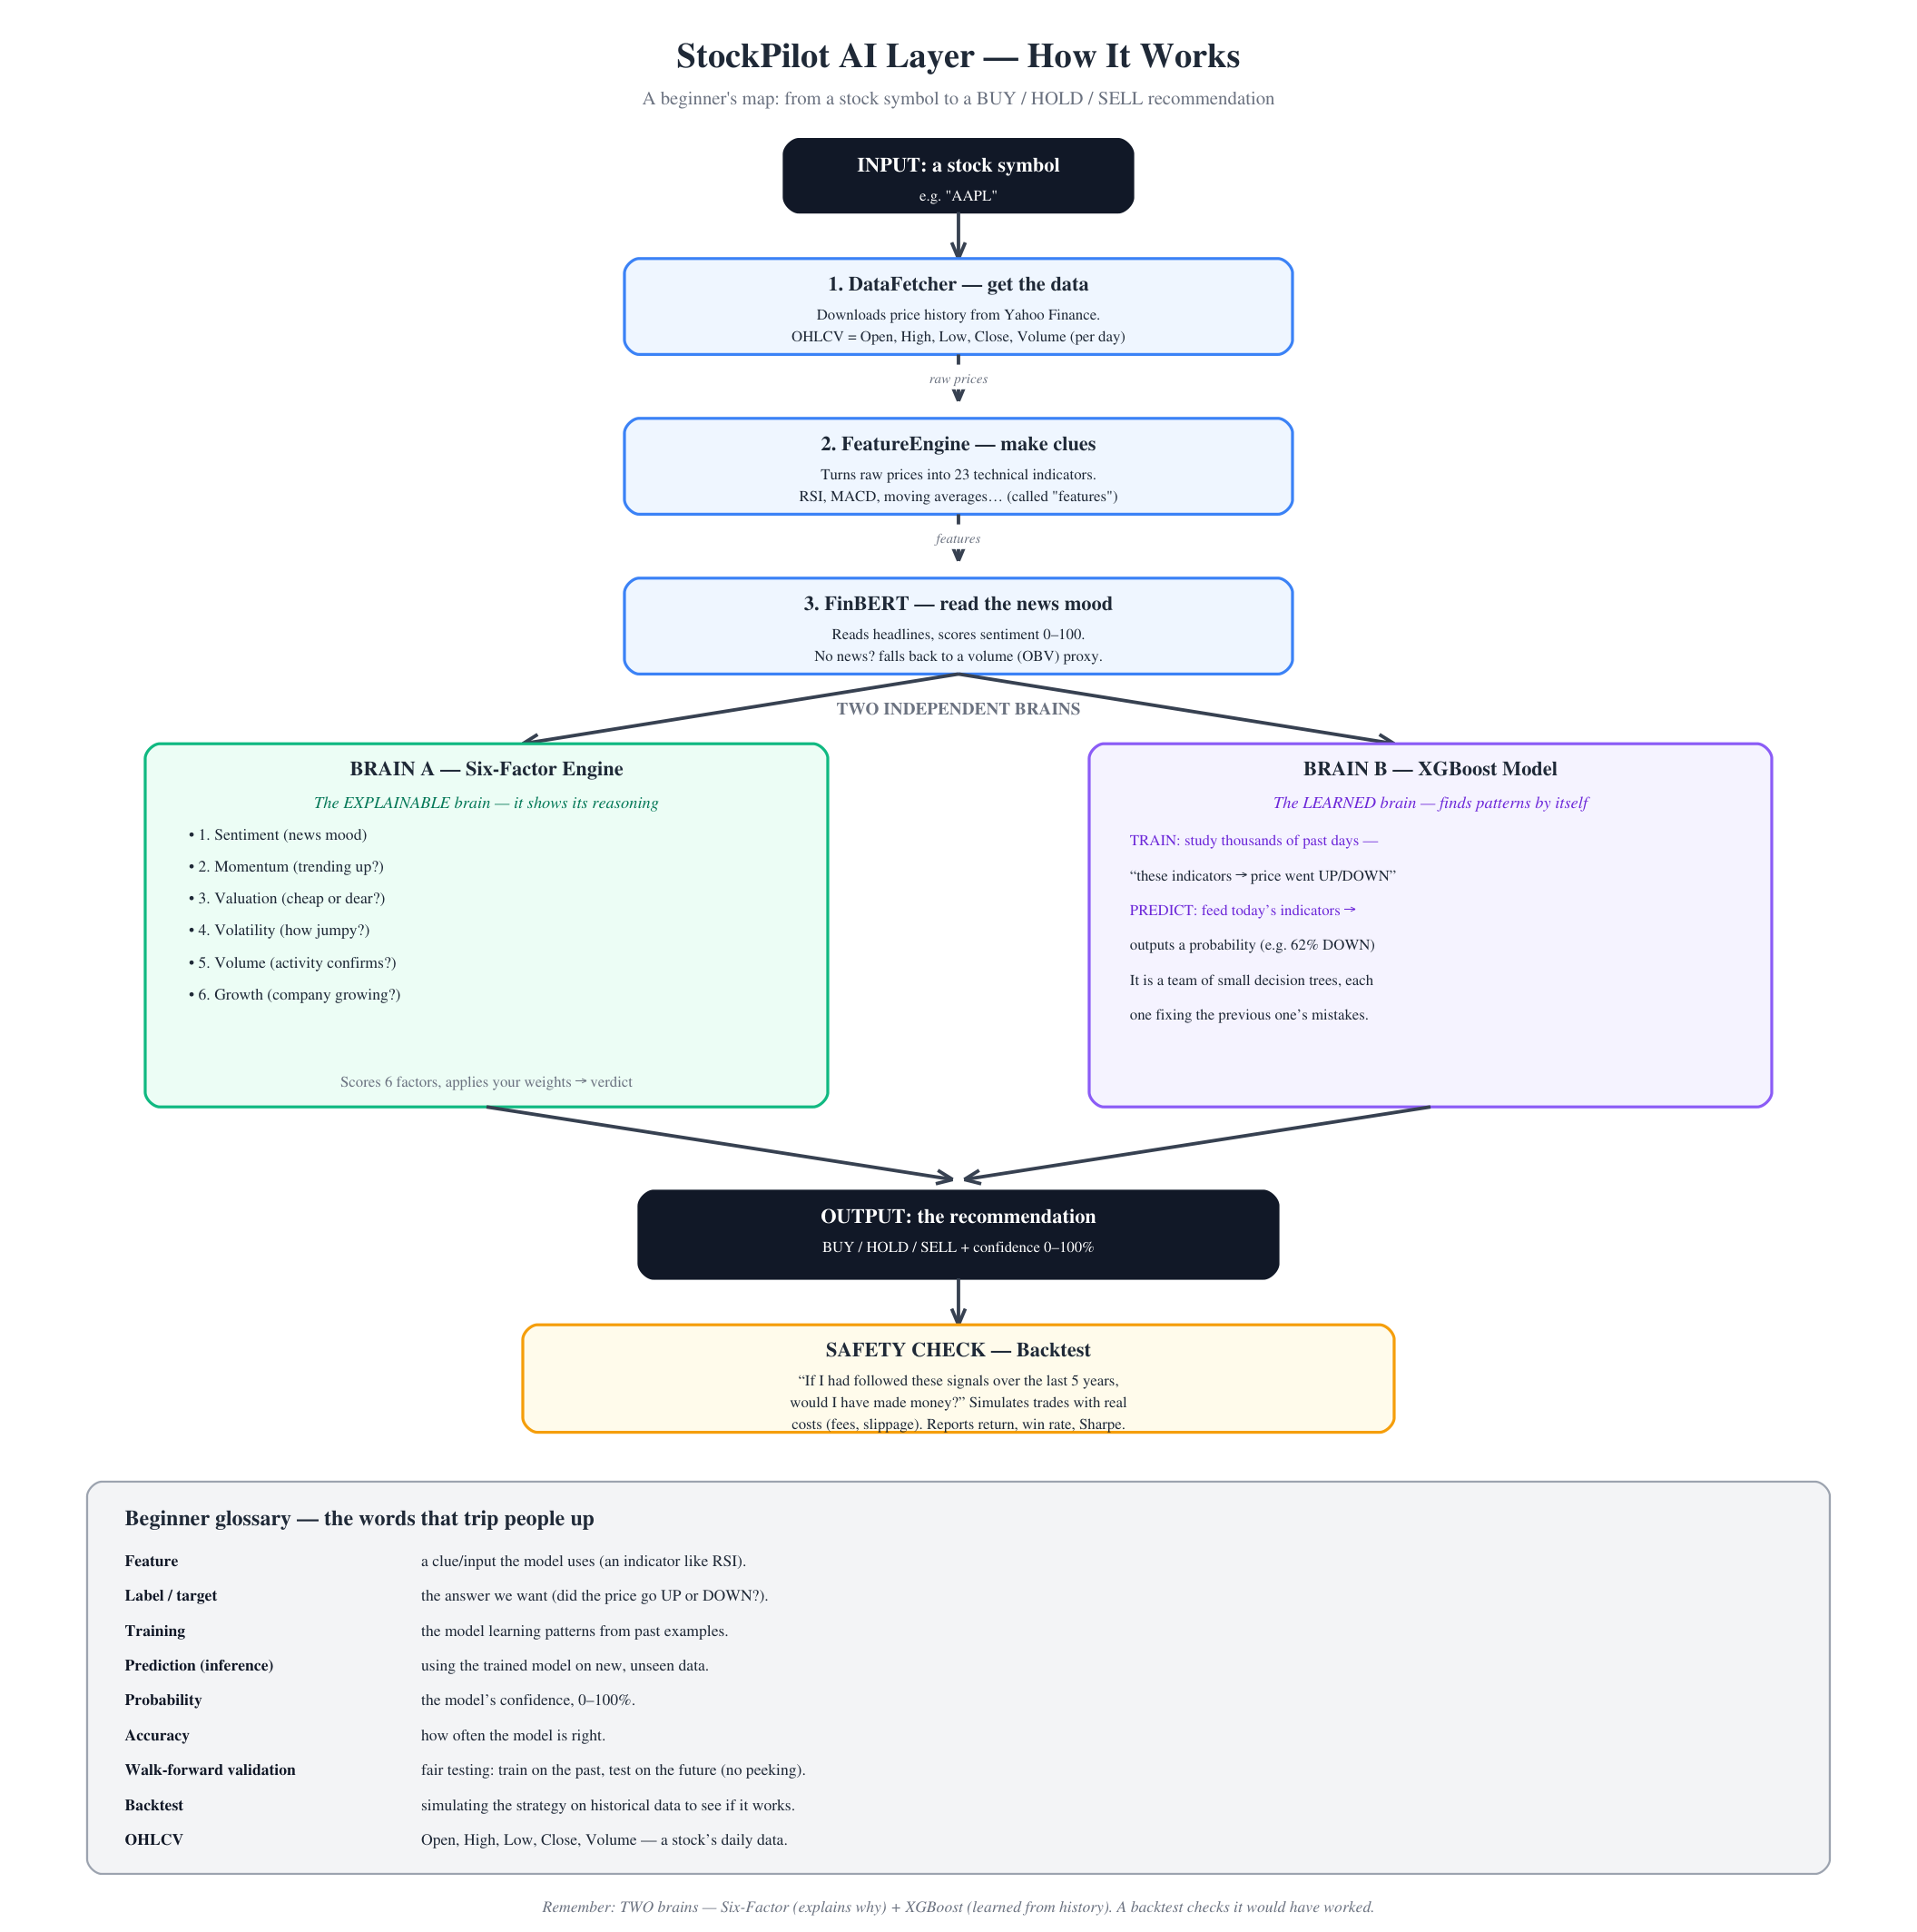 StockPilot AI Layer — How It Works
A beginner's map: from a stock symbol to a BUY / HOLD / SELL recommendation
INPUT: a stock symbol
e.g. "AAPL"
1. DataFetcher — get the data
Downloads price history from Yahoo Finance.
OHLCV = Open, High, Low, Close, Volume (per day)
raw prices
2. FeatureEngine — make clues
Turns raw prices into 23 technical indicators.
RSI, MACD, moving averages… (called "features")
features
3. FinBERT — read the news mood
Reads headlines, scores sentiment 0–100.
No news? falls back to a volume (OBV) proxy.
TWO INDEPENDENT BRAINS
BRAIN A — Six-Factor Engine
The EXPLAINABLE brain — it shows its reasoning
• 1. Sentiment (news mood)
• 2. Momentum (trending up?)
• 3. Valuation (cheap or dear?)
• 4. Volatility (how jumpy?)
• 5. Volume (activity confirms?)
• 6. Growth (company growing?)
Scores 6 factors, applies your weights → verdict
BRAIN B — XGBoost Model
The LEARNED brain — finds patterns by itself
TRAIN: study thousands of past days —
“these indicators → price went UP/DOWN”
PREDICT: feed today’s indicators →
outputs a probability (e.g. 62% DOWN)
It is a team of small decision trees, each
one fixing the previous one’s mistakes.
OUTPUT: the recommendation
BUY / HOLD / SELL + confidence 0–100%
SAFETY CHECK — Backtest
“If I had followed these signals over the last 5 years,
would I have made money?” Simulates trades with real
costs (fees, slippage). Reports return, win rate, Sharpe.
Beginner glossary — the words that trip people up
Feature a clue/input the model uses (an indicator like RSI).
Label / target the answer we want (did the price go UP or DOWN?).
Training the model learning patterns from past examples.
Prediction (inference) using the trained model on new, unseen data.
Probability the model’s confidence, 0–100%.
Accuracy how often the model is right.
Walk-forward validation fair testing: train on the past, test on the future (no peeking).
Backtest simulating the strategy on historical data to see if it works.
OHLCV Open, High, Low, Close, Volume — a stock’s daily data.
Remember: TWO brains — Six-Factor (explains why) + XGBoost (learned from history). A backtest checks it would have worked.